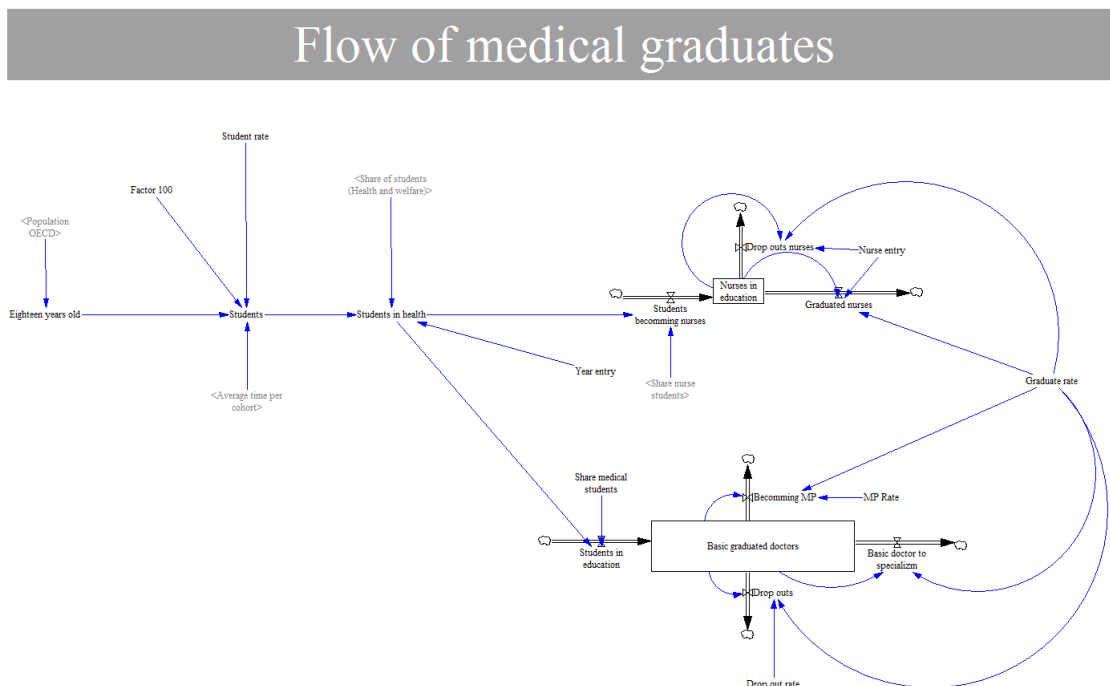 Flow of medical graduates
Student rate
Factor 100
<Share of students
(Health and welfare)>
<Population
OECD>
Drop outs nurses
Nurse entry
Nurses in
education
Graduated nurses
Eighteen years old
Students
Students in health
Students
becomming nurses
Year entry
<Share nurse
students>
Graduate rate
<Average time per
cohort>
Share medical
students
Becomming MP
MP Rate
Basic graduated doctors
Students in
education
Basic doctor to
specializm
Drop outs
Drop out rate